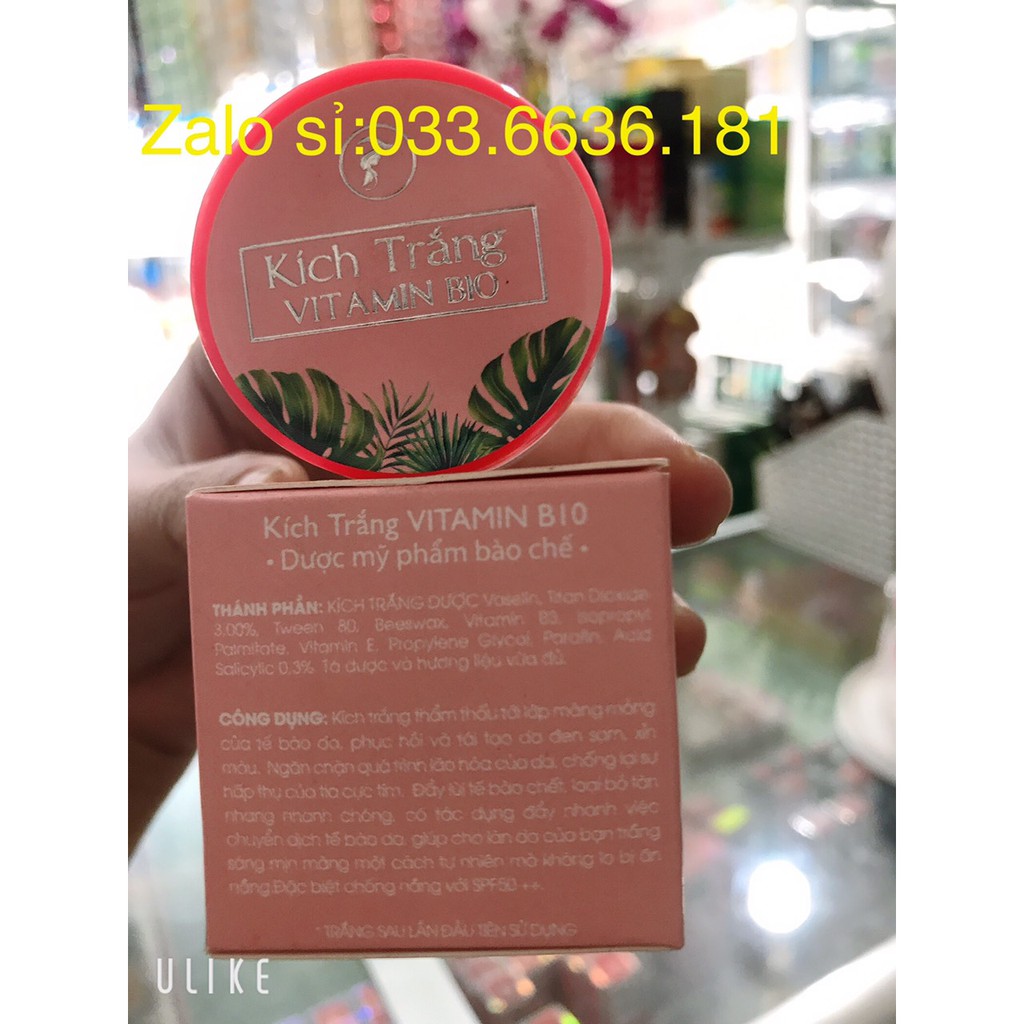 Zalo sỉ:033.6636.181
Kích Trắng
VITAMIN B10
Kích Trắng VITAMIN B10
• Dược mỹ phẩm bào chế •
THÁNH PHẦN: KÍCH TRẮNG DƯỢC Vaselin, Titan Dioxide
3,00%, Tween 80, Beeswax, Vitamin B3, Isopropyl
Palmitate, Vitamin E, Propylene Glycol, Parafin, Acid
Salicylic 0,3% Tá dược và hương liệu vừa đủ.
CÔNG DỤNG: Kích trắng thẩm thấu tới lớp màng mỏng
của tế bào da, phục hồi và tái tạo da đen sạm, xỉn
màu. Ngăn chặn quá trình lão hóa của da, chống lại sự
hấp thụ của tia cực tím. Đẩy lùi tế bào chết, loại bỏ tàn
nhang nhanh chóng, có tác dụng đẩy nhanh việc
chuyển dịch tế bào da, giúp cho làn da của bạn trắng
sáng mịn màng một cách tự nhiên mà không lo bị ăn
nắng.Đặc biệt chống nắng với SPF50 ++.
* TRẮNG SAU LẦN ĐẦU TIÊN SỬ DỤNG
ULIKE